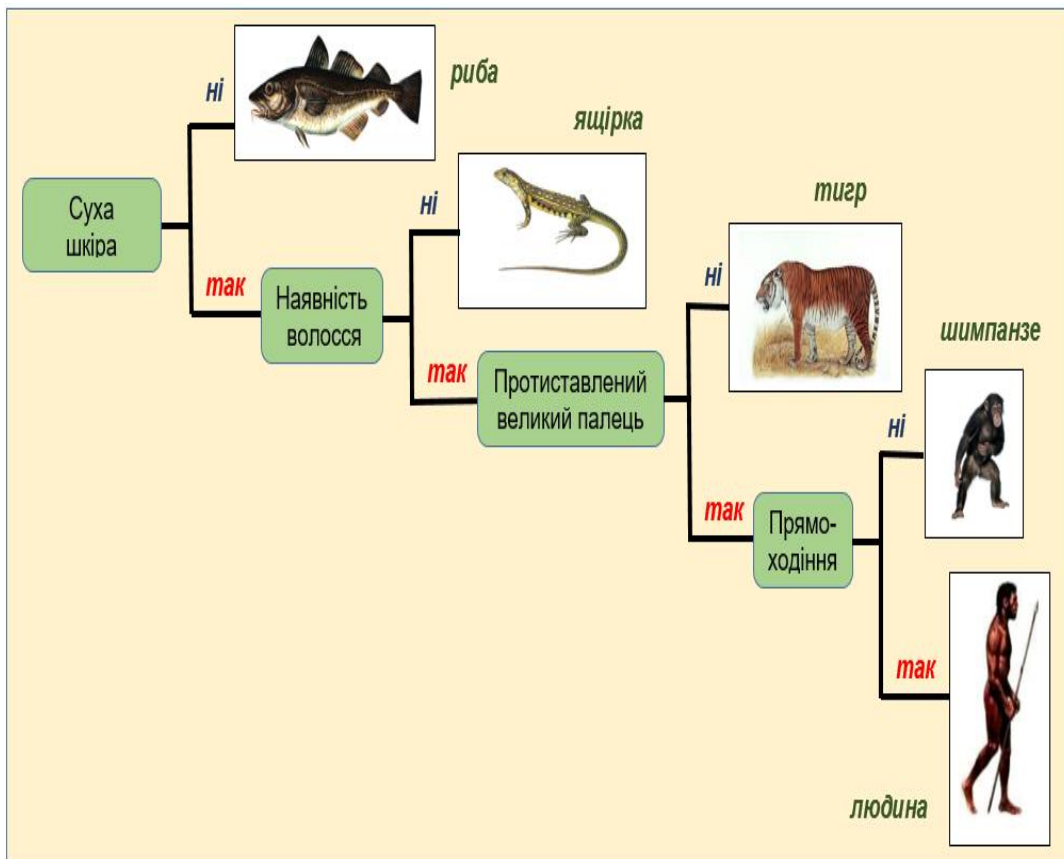 ні
риба
ящірка
Суха
шкіра
ні
тигр
так
Наявність
волосся
ні
шимпанзе
так
Протиставлений
великий палець
ні
так
Прямо-
ходіння
так
людина